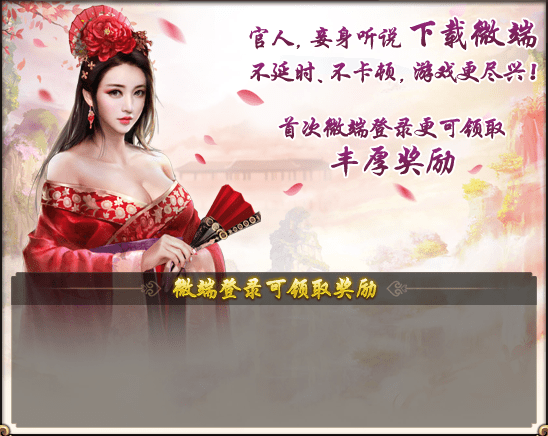 官人，妾身听说 下载微端
不延时、不卡顿，游戏更尽兴！
首次微端登录更可领取
丰厚奖励
微端登录可领取奖励